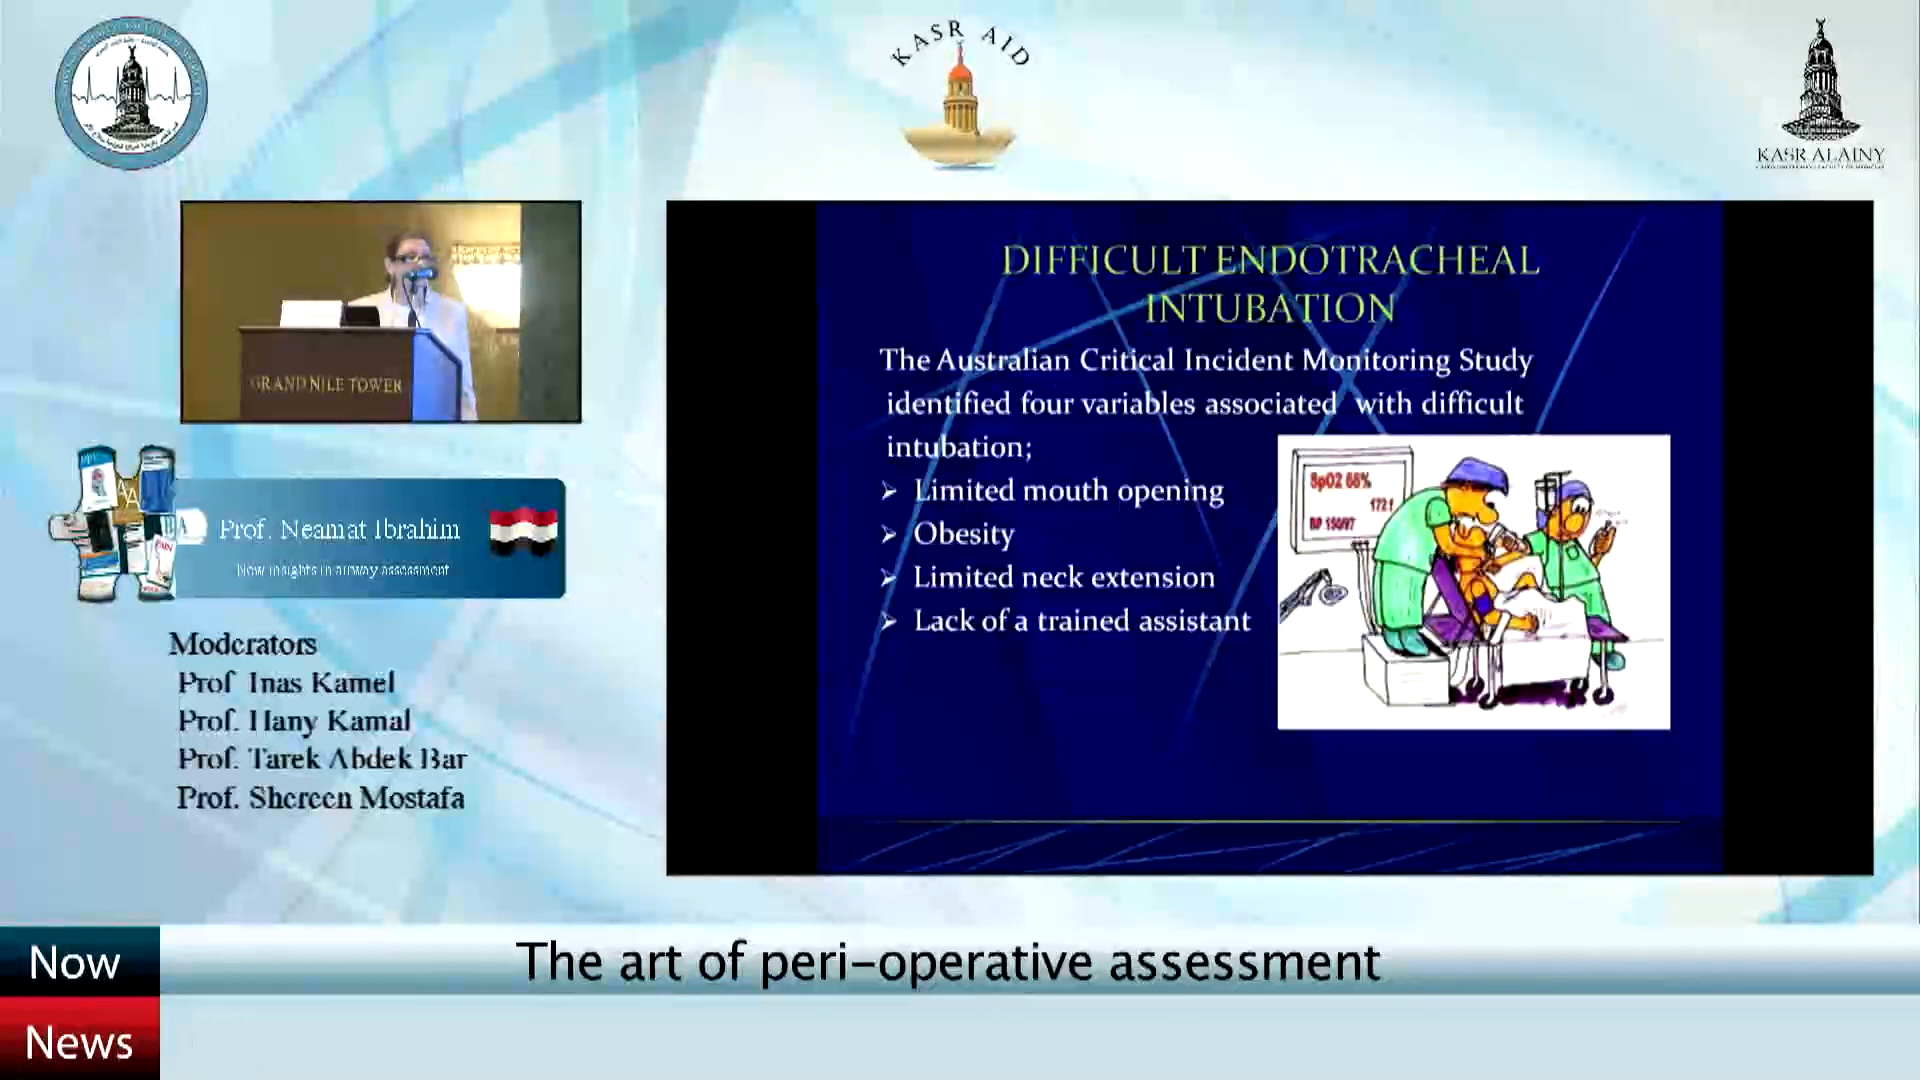 KASR AID
KASR ALAINY
GRAND NILE TOWER
Prof. Neamat Ibrahim
New insights in airway assessment
Moderators
Prof Inas Kamel
Prof. Hany Kamal
Prof. Tarek Abdek Bar
Prof. Shereen Mostafa
DIFFICULT ENDOTRACHEAL
INTUBATION
The Australian Critical Incident Monitoring Study
identified four variables associated with difficult
intubation;
➢ Limited mouth opening
➢ Obesity
➢ Limited neck extension
➢ Lack of a trained assistant
SpO2 68%
172f
BP 150/97
Now
The art of peri-operative assessment
News